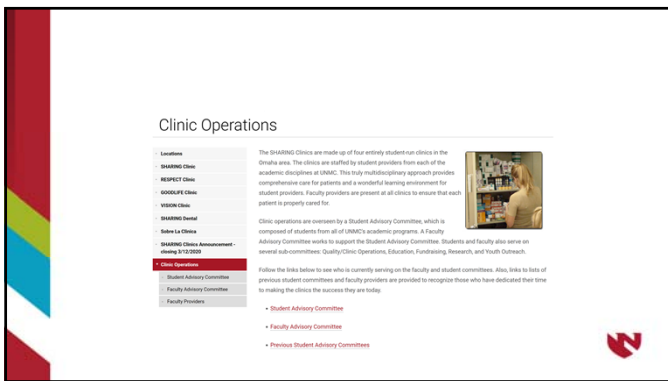 Clinic Operations
Locations
SHARING Clinic
RESPECT Clinic
GOODLIFE Clinic
VISION Clinic
SHARING Dental
Sobre La Clínica
SHARING Clinics Announcement -
closing 3/12/2020
Clinic Operations
Student Advisory Committee
Faculty Advisory Committee
Faculty Providers
The SHARING Clinics are made up of four entirely student-run clinics in the
Omaha area. The clinics are staffed by student providers from each of the
academic disciplines at UNMC. This truly multidisciplinary approach provides
comprehensive care for patients and a wonderful learning environment for
student providers. Faculty providers are present at all clinics to ensure that each
patient is properly cared for.
Clinic operations are overseen by a Student Advisory Committee, which is
composed of students from all of UNMC's academic programs. A Faculty
Advisory Committee works to support the Student Advisory Committee. Students and faculty also serve on
several sub-committees: Quality/Clinic Operations, Education, Fundraising, Research, and Youth Outreach.
Follow the links below to see who is currently serving on the faculty and student committees. Also, links to lists of
previous student committees and faculty providers are provided to recognize those who have dedicated their time
to making the clinics the success they are today.
• Student Advisory Committee
• Faculty Advisory Committee
• Previous Student Advisory Committees